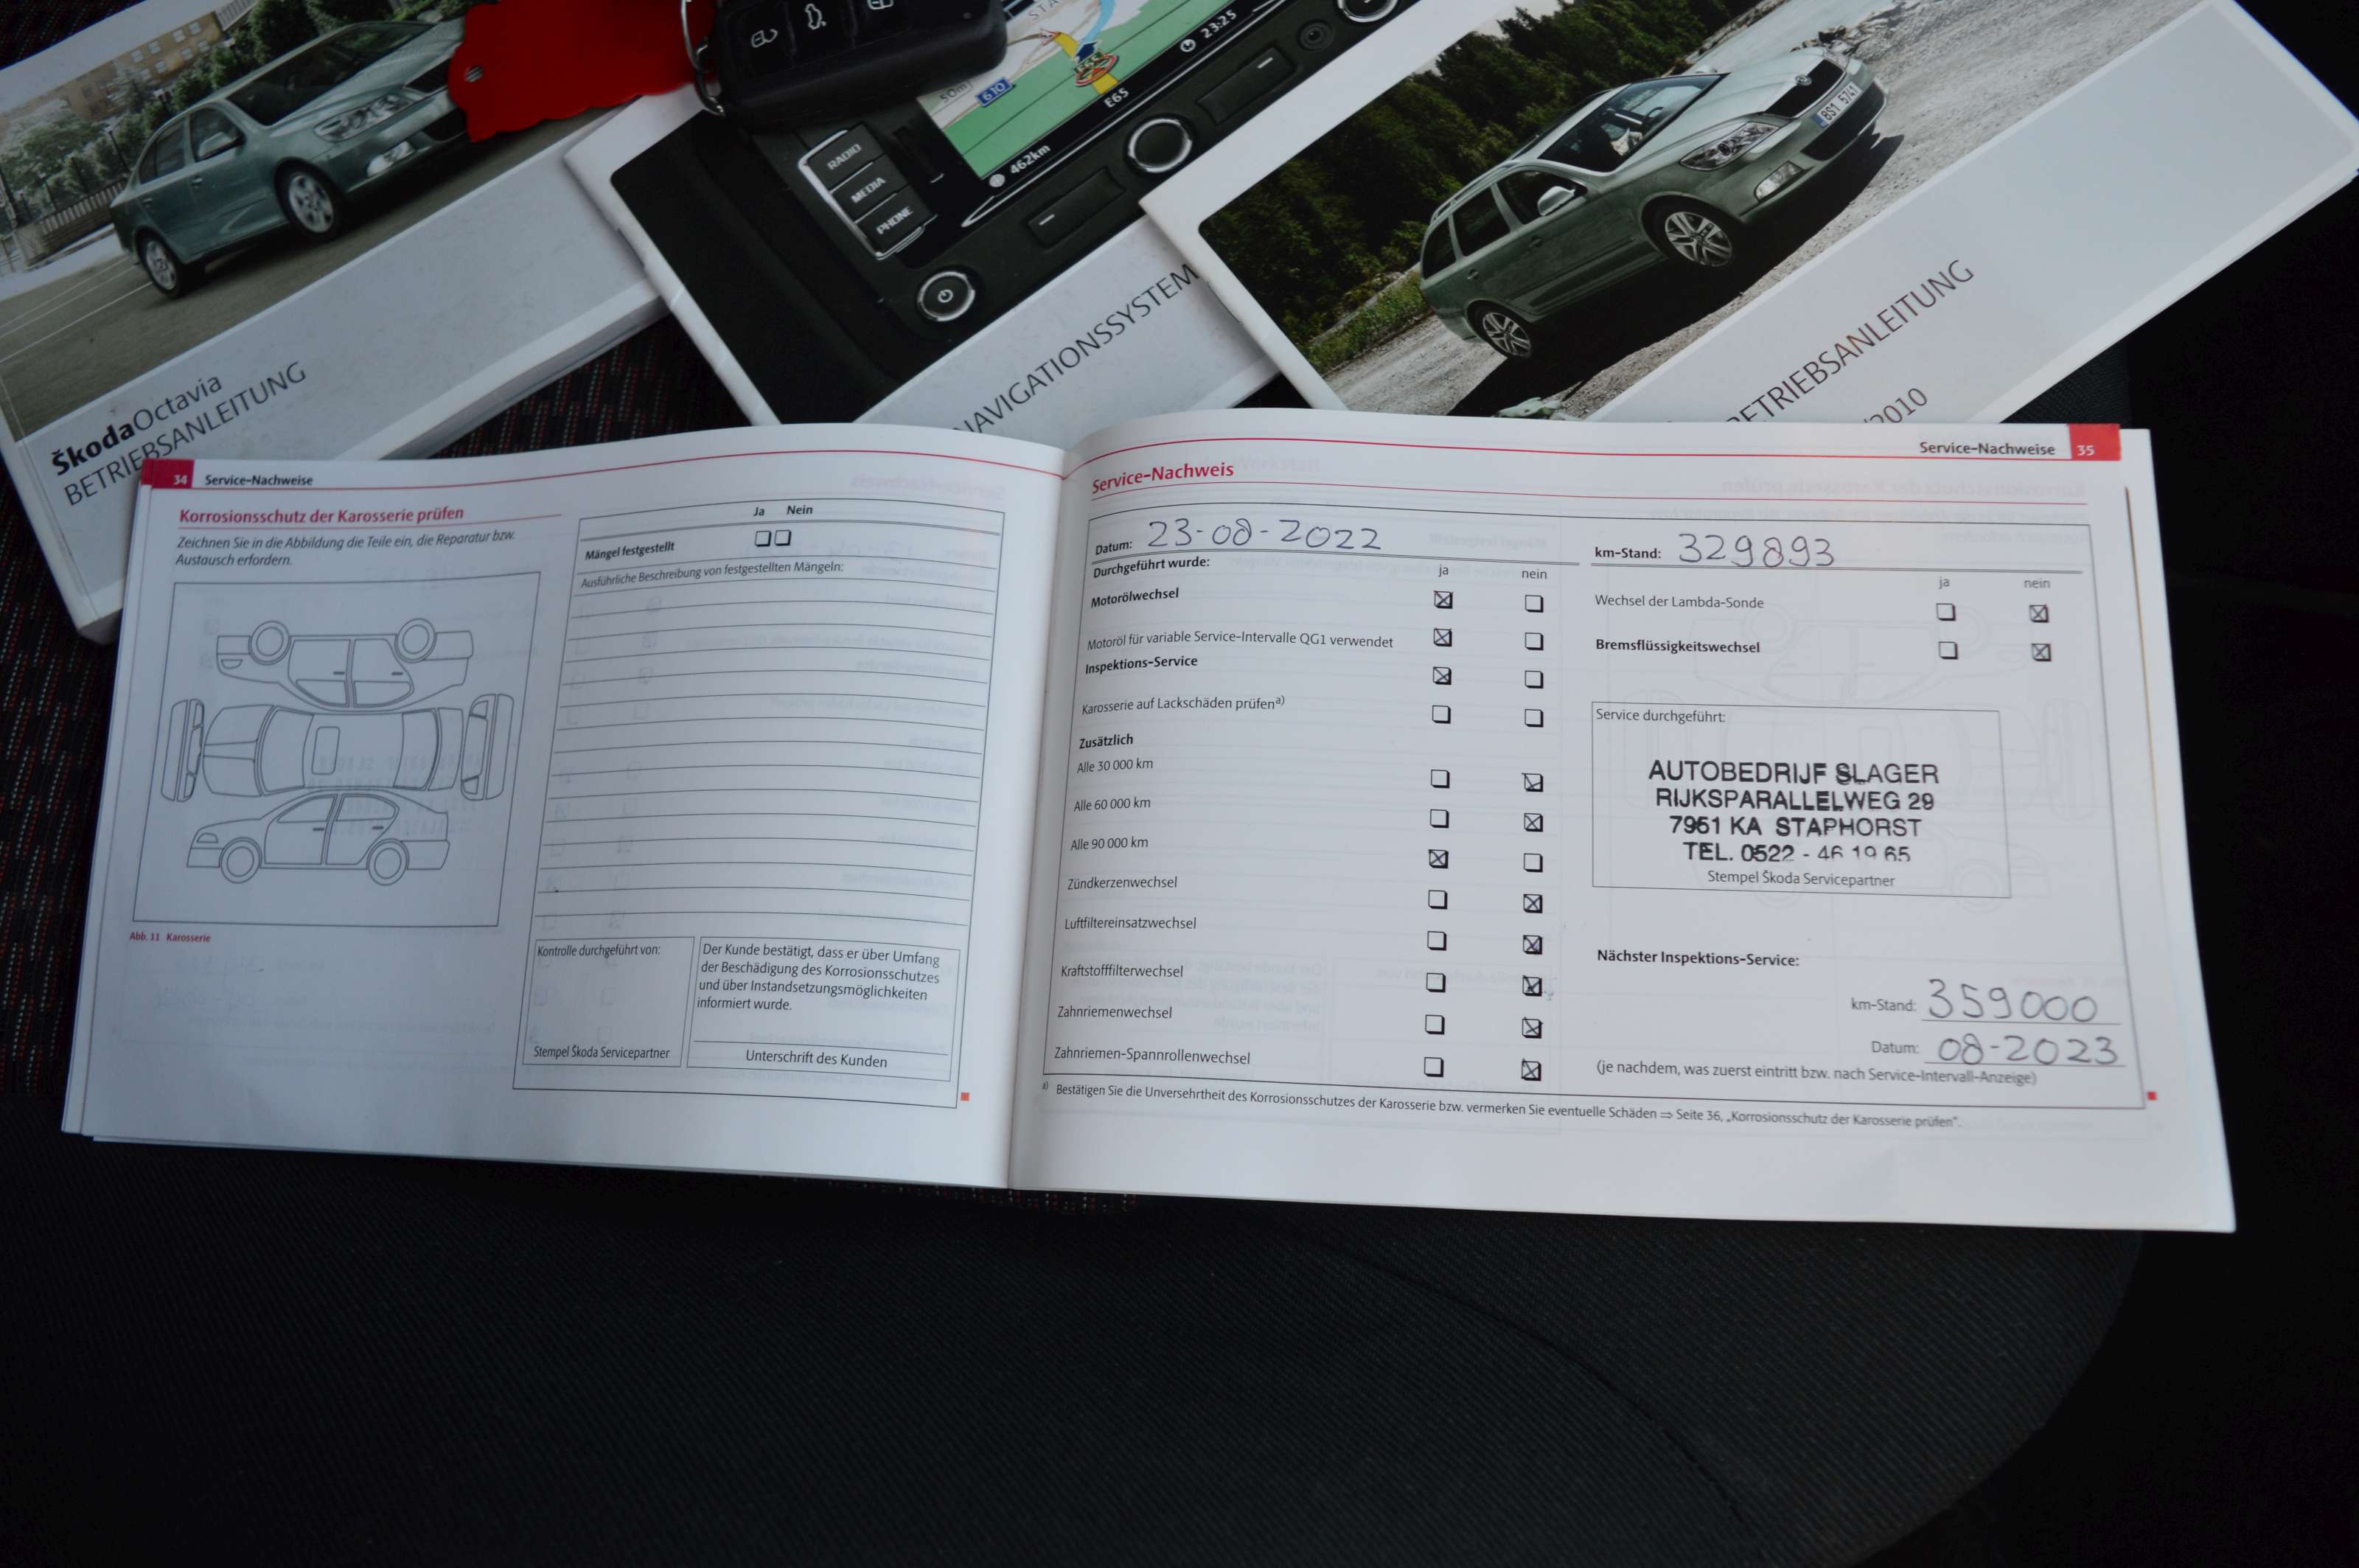 ŠkodaOctavia
BETRIEBSANLEITUNG
RADIO
MEDIA
PHONE
50m
610
E65
23:25
462km
NAVIGATIONSSYSTEM
BS1 5741
BETRIEBSANLEITUNG
/2010
34 Service-Nachweise
Korrosionsschutz der Karosserie prüfen
Zeichnen Sie in die Abbildung die Teile ein, die Reparatur bzw.
Austausch erfordern.
Abb. 11 Karosserie
Ja Nein
Mängel festgestellt
Ausführliche Beschreibung von festgestellten Mängeln:
Kontrolle durchgeführt von:
Stempel Škoda Servicepartner
Der Kunde bestätigt, dass er über Umfang
der Beschädigung des Korrosionsschutzes
und über Instandsetzungsmöglichkeiten
informiert wurde.
Unterschrift des Kunden
Service-Nachweise 35
Service-Nachweis
Datum: 23-08-2022
Durchgeführt wurde:
ja nein
Motorölwechsel
Motoröl für variable Service-Intervalle QG1 verwendet
Inspektions-Service
Karosserie auf Lackschäden prüfen a)
Zusätzlich
Alle 30 000 km
Alle 60 000 km
Alle 90 000 km
Zündkerzenwechsel
Luftfiltereinsatzwechsel
Kraftstofffilterwechsel
Zahnriemenwechsel
Zahnriemen-Spannrollenwechsel
km-Stand: 329893
ja nein
Wechsel der Lambda-Sonde
Bremsflüssigkeitswechsel
Service durchgeführt:
AUTOBEDRIJF SLAGER
RIJKSPARALLELWEG 29
7951 KA STAPHORST
TEL. 0522 - 46 19 65
Stempel Škoda Servicepartner
Nächster Inspektions-Service:
km-Stand: 359000
Datum: 08-2023
(je nachdem, was zuerst eintritt bzw. nach Service-Intervall-Anzeige)
a) Bestätigen Sie die Unversehrtheit des Korrosionsschutzes der Karosserie bzw. vermerken Sie eventuelle Schäden ⇒ Seite 36, „Korrosionsschutz der Karosserie prüfen“.